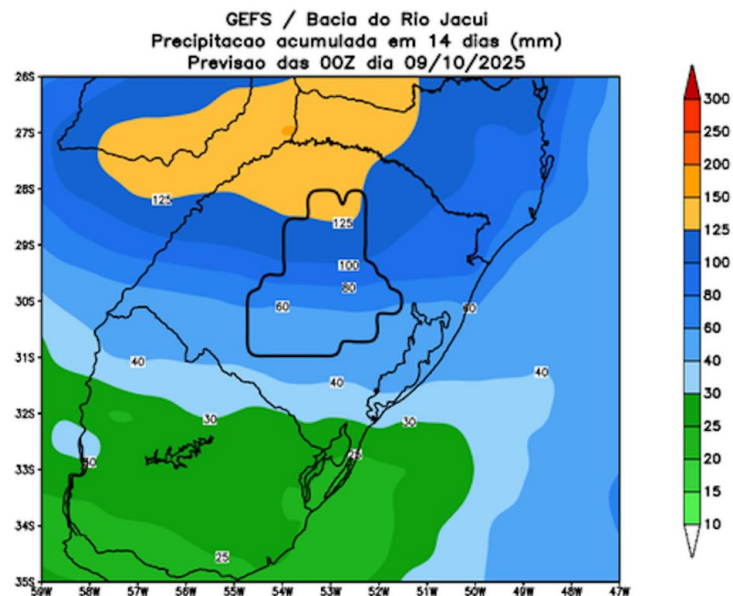 GEFS / Bacia do Rio Jacui
Precipitacao acumulada em 14 dias (mm)
Previsao das 00Z dia 09/10/2025
26S
27S
28S
29S
30S
31S
32S
33S
34S
35S
125
125
100
80
60
60
40
40
40
30
30
30
25
25
59W 58W 57W 56W 55W 54W 53W 52W 51W 50W 49W 48W 47W
300
250
200
150
125
100
80
60
40
30
25
20
15
10